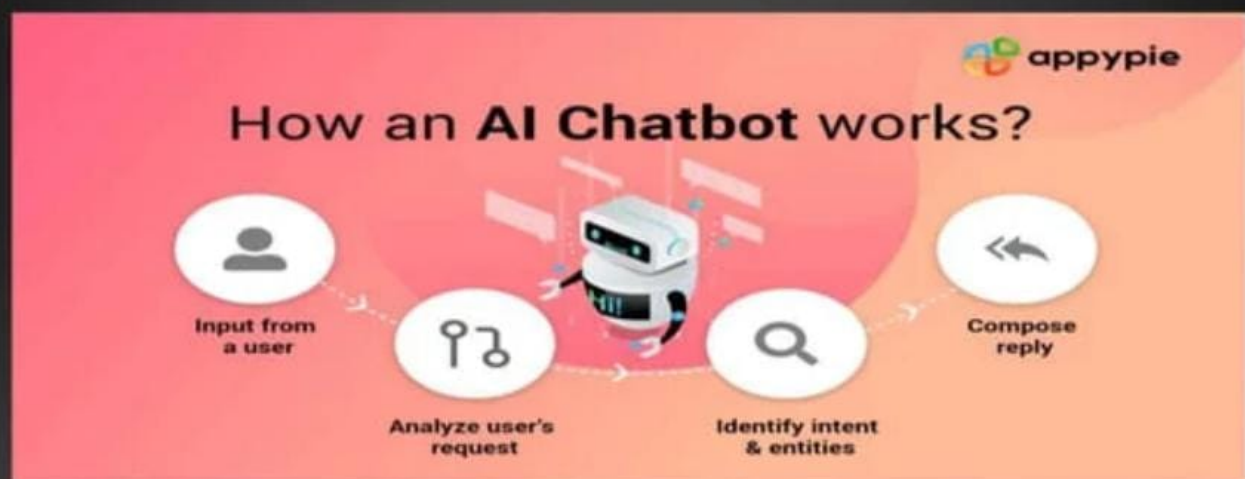 appypie
How an AI Chatbot works?
Hi!
Input from
a user
Analyze user's
request
Identify intent
& entities
Compose
reply